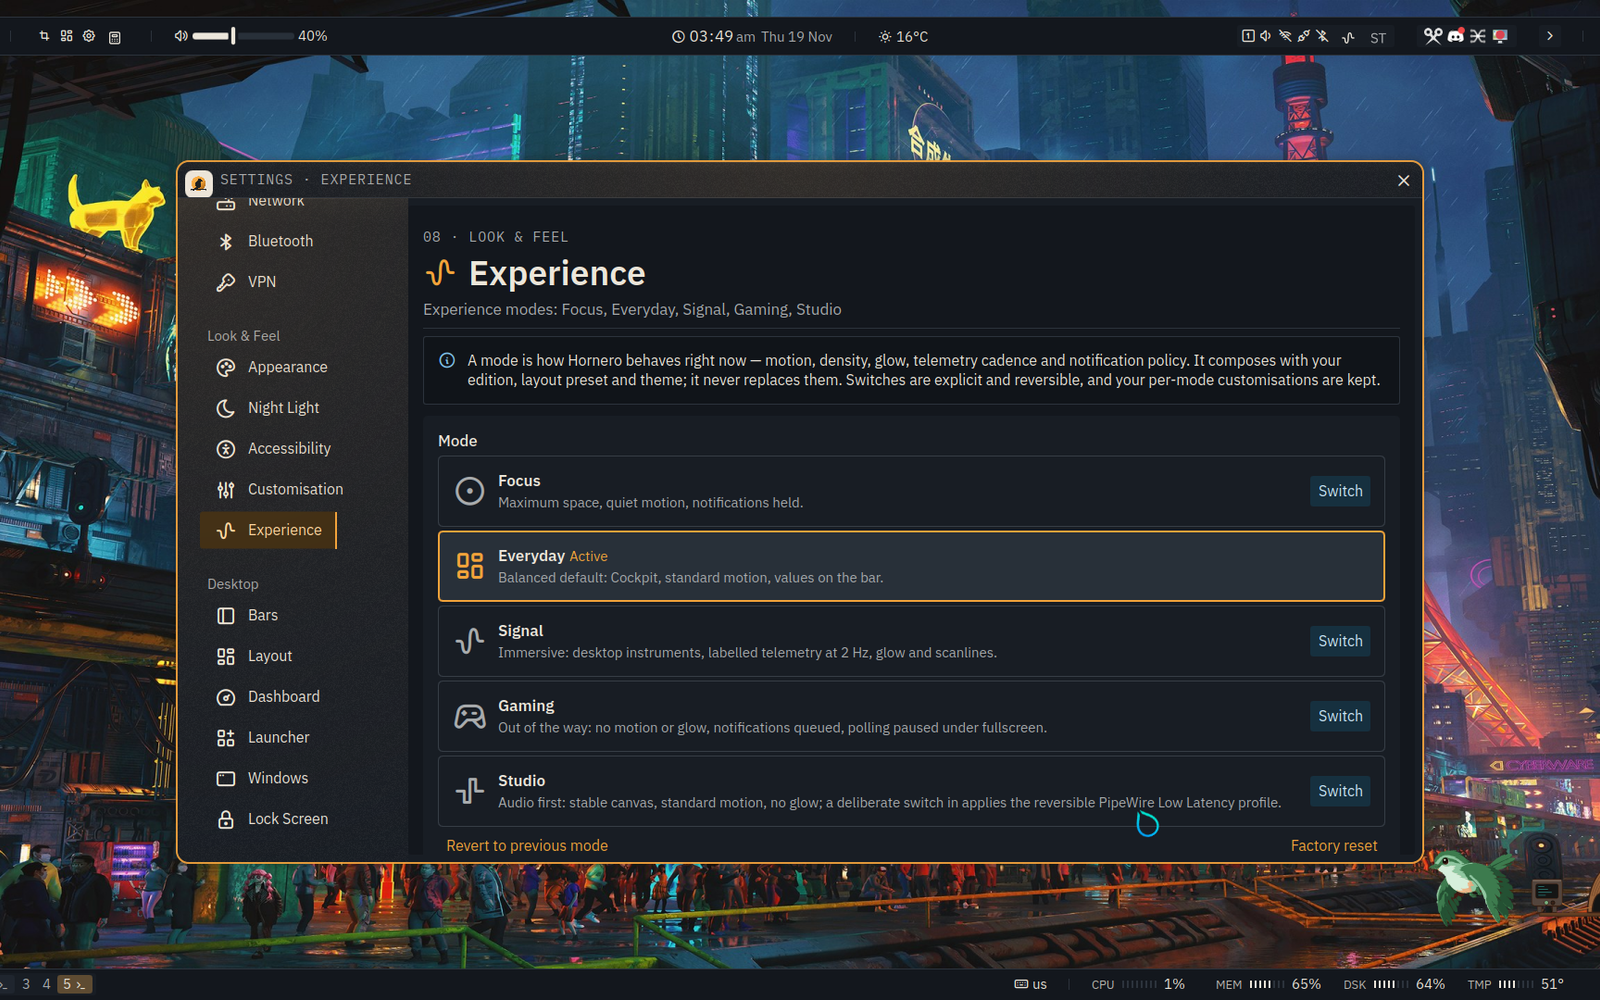 40%
03:49 am Thu 19 Nov
16°C
1
ST
SETTINGS · EXPERIENCE
Network
Bluetooth
VPN
Look & Feel
Appearance
Night Light
Accessibility
Customisation
Experience
Desktop
Bars
Layout
Dashboard
Launcher
Windows
Lock Screen
08 · LOOK & FEEL
Experience
Experience modes: Focus, Everyday, Signal, Gaming, Studio
A mode is how Hornero behaves right now — motion, density, glow, telemetry cadence and notification policy. It composes with your
edition, layout preset and theme; it never replaces them. Switches are explicit and reversible, and your per-mode customisations are kept.
Mode
Focus
Maximum space, quiet motion, notifications held.
Switch
Everyday Active
Balanced default: Cockpit, standard motion, values on the bar.
Signal
Immersive: desktop instruments, labelled telemetry at 2 Hz, glow and scanlines.
Switch
Gaming
Out of the way: no motion or glow, notifications queued, polling paused under fullscreen.
Switch
Studio
Audio first: stable canvas, standard motion, no glow; a deliberate switch in applies the reversible PipeWire Low Latency profile.
Switch
Revert to previous mode
Factory reset
CYBERWARE
3 4 5
us
CPU 1%
MEM 65%
DSK 64%
TMP 51°